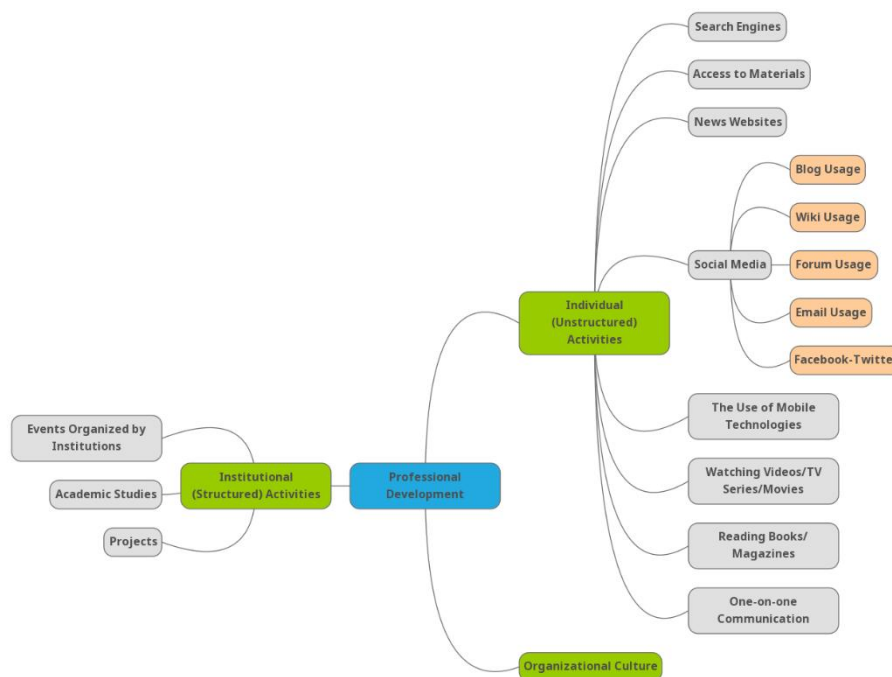 Search Engines
Access to Materials
News Websites
Blog Usage
Wiki Usage
Social Media
Forum Usage
Email Usage
Facebook-Twitte
Individual
(Unstructured)
Activities
The Use of Mobile
Technologies
Watching Videos/TV
Series/Movies
Reading Books/
Magazines
One-on-one
Communication
Events Organized by
Institutions
Academic Studies
Projects
Institutional
(Structured) Activities
Professional
Development
Organizational Culture